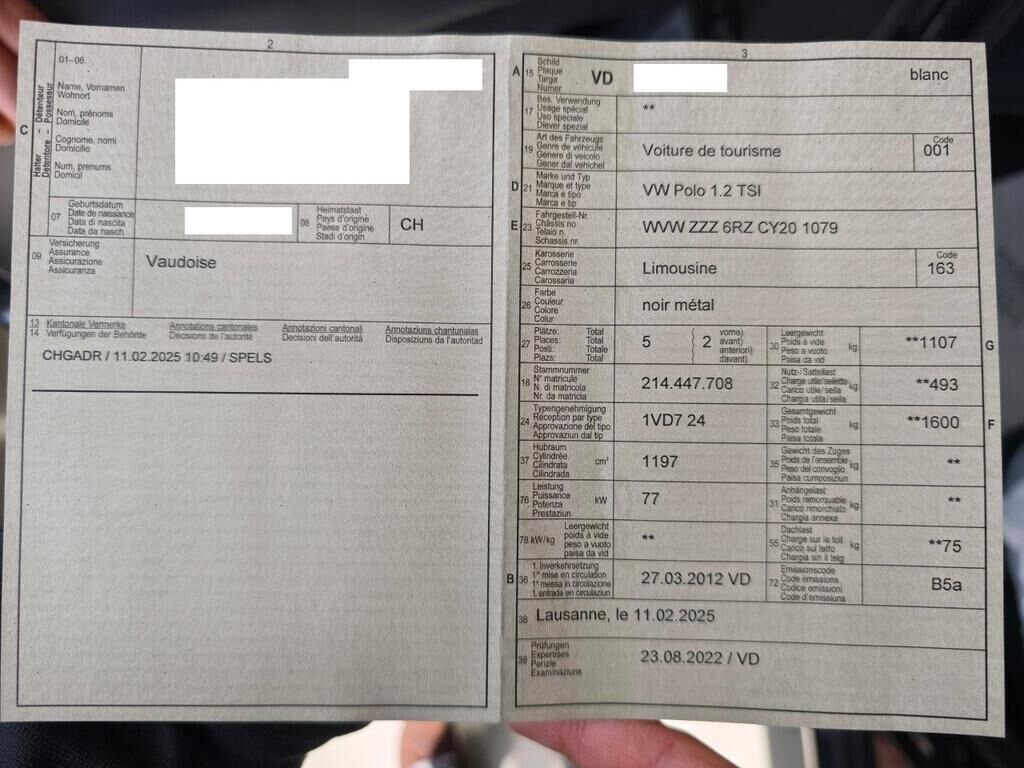 2
01–06
Name, Vornamen
Wohnort
Nom, prénoms
Domicile
Cognome, nomi
Domicilio
Num, prenums
Domicil
C
Halter – Détenteur
Detentore – Possessur
07
Geburtsdatum
Date de naissance
Data di nascita
Data da nasch.
08
Heimatstaat
Pays d'origine
Paese d'origine
Stadi d'origin
CH
09
Versicherung
Assurance
Assicurazione
Assicuranza
Vaudoise
13 Kantonale Vermerke Annotations cantonales Annotazioni cantonali Annotaziuns chantunalas
14 Verfügungen der Behörde Décisions de l'autorité Decisioni dell'autorità Disposiziuns da l'autoritad
CHGADR / 11.02.2025 10:49 / SPELS
3
A 15
Schild
Plaque
Targa
Numer
VD
blanc
17
Bes. Verwendung
Usage spécial
Uso speciale
Diever spezial
**
19
Art des Fahrzeugs
Genre de véhicule
Genere di veicolo
Gener dal vehichel
Voiture de tourisme
Code
001
D 21
Marke und Typ
Marque et type
Marca e tipo
Marca e tip
VW Polo 1.2 TSI
E 23
Fahrgestell-Nr.
Châssis no
Telaio n.
Schassis nr.
WVW ZZZ 6RZ CY20 1079
25
Karosserie
Carrosserie
Carrozzeria
Carossaria
Limousine
Code
163
26
Farbe
Couleur
Colore
Colur
noir métal
27
Plätze: Total
Places: Total
Posti: Totale
Plazs: Total
5
2
vorne)
avant)
anteriori)
davant)
30
Leergewicht
Poids à vide
Peso a vuoto
Paisa da vid
kg
**1107
G
18
Stammnummer
N° matricule
N. di matricola
Nr. da matricla
214.447.708
32
Nutz-/Sattellast
Charge utile/sellette
Carico utile/sella
Chargia utila/sella
kg
**493
24
Typengenehmigung
Réception par type
Approvazione del tipo
Approvaziun dal tip
1VD7 24
33
Gesamtgewicht
Poids total
Peso totale
Paisa totala
kg
**1600
F
37
Hubraum
Cylindrée
Cilindrata
Cilindrada
cm³
1197
35
Gewicht des Zuges
Poids de l'ensemble
Peso del convoglio
Paisa cumposiziun
kg
**
76
Leistung
Puissance
Potenza
Prestaziun
kW
77
31
Anhängelast
Poids remorquable
Carico rimorchiato
Chargia annexa
kg
**
78 kW/kg
Leergewicht
poids à vide
peso a vuoto
paisa da vid
**
55
Dachlast
Charge sur le toit
Carico sul tetto
Chargia sin il tetg
kg
**75
B 36
1. Inverkehrsetzung
1re mise en circulation
1a messa in circolazione
1. entrada en circulaziun
27.03.2012 VD
72
Emissionscode
Code émissions
Codice emissioni
Code d'emissiuns
B5a
38
Lausanne, le 11.02.2025
39
Prüfungen
Expertises
Perizie
Examinaziuns
23.08.2022 / VD